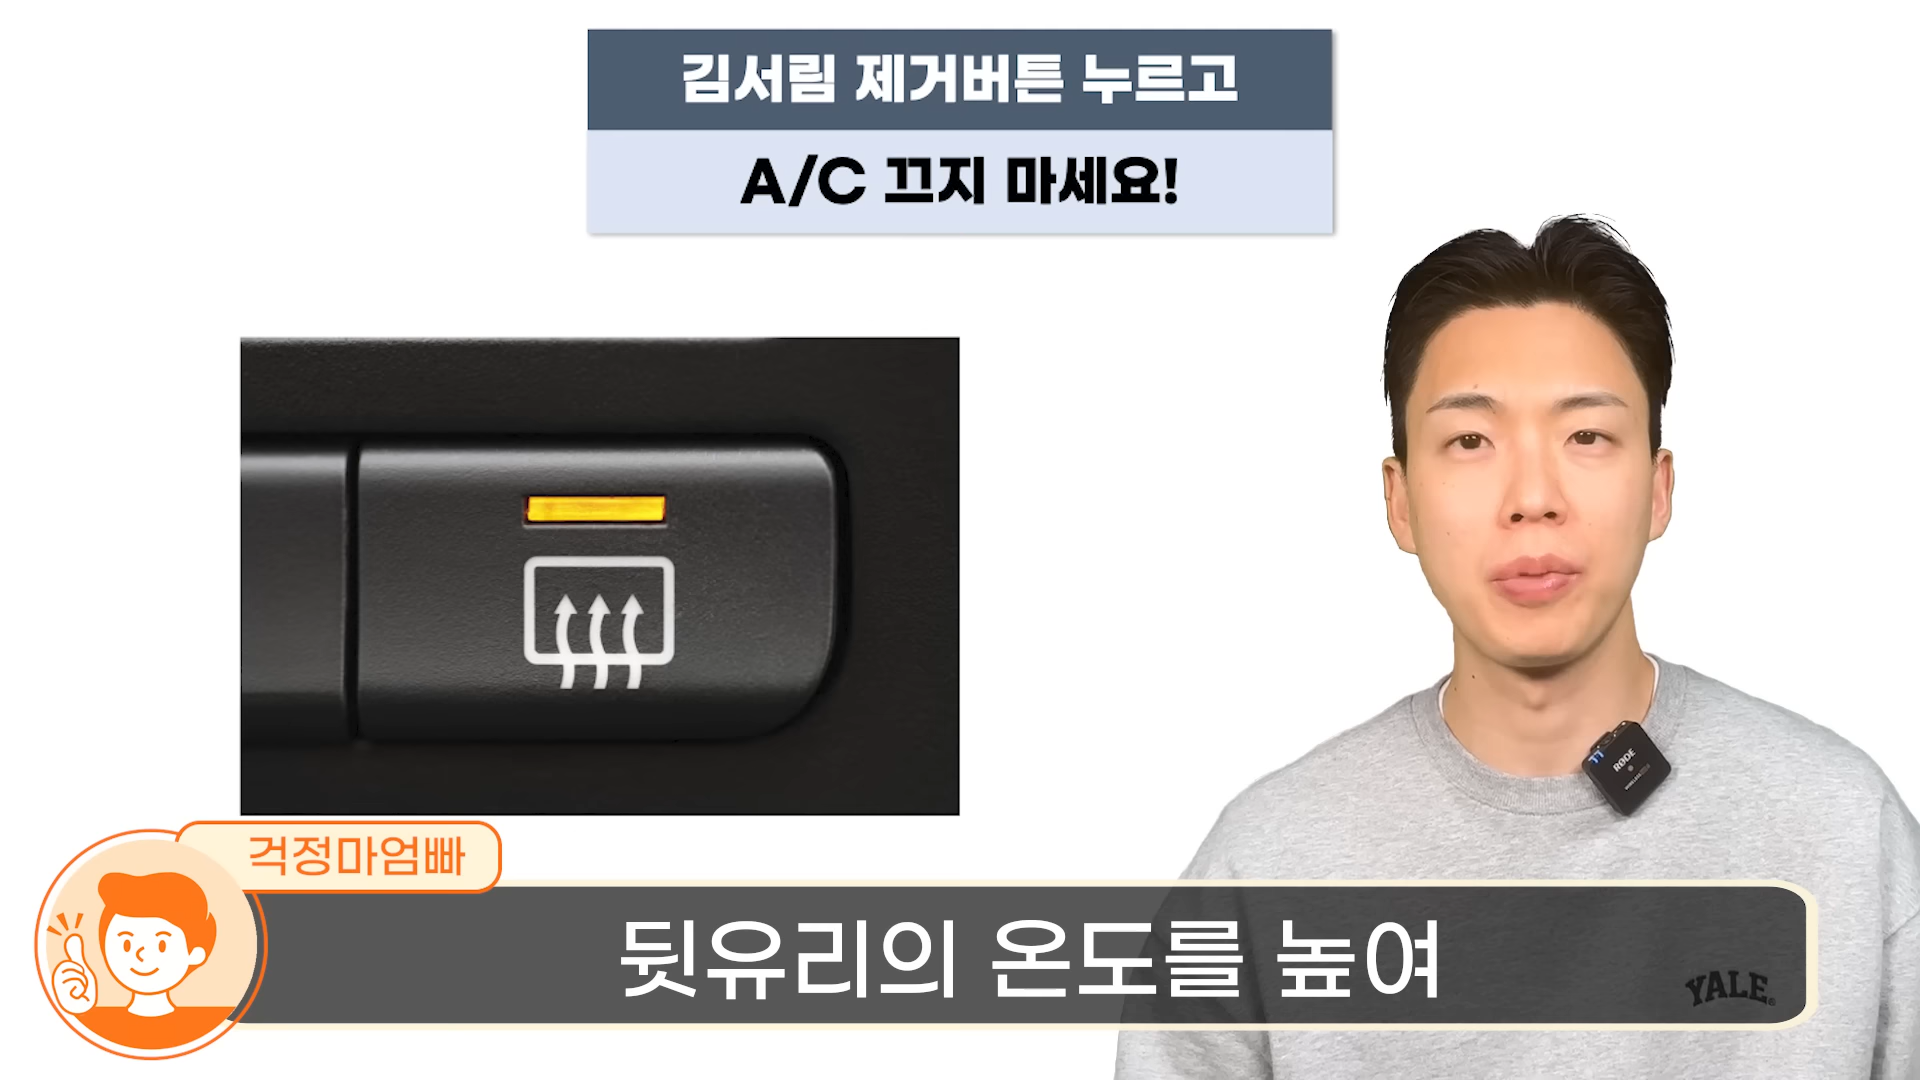 김서림 제거버튼 누르고
A/C 끄지 마세요!
RØDE
걱정마엄빠
뒷유리의 온도를 높여
YALE